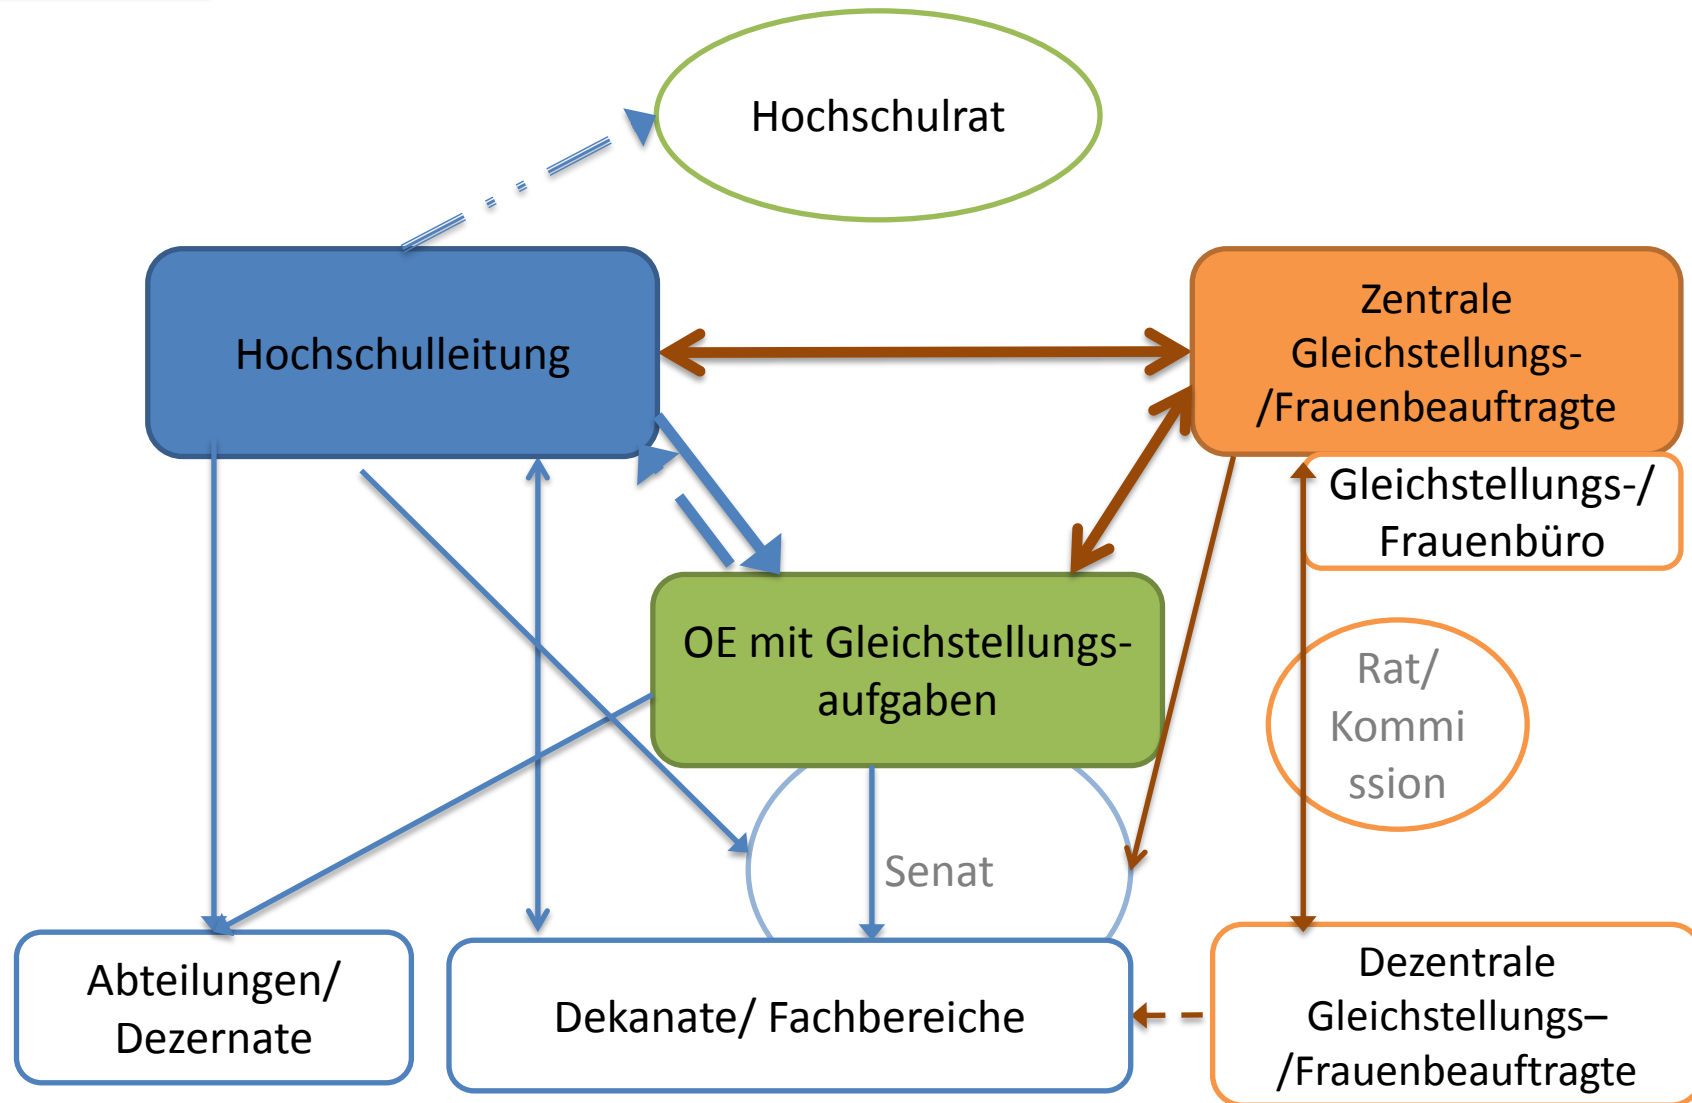 Hochschulrat
Hochschulleitung
Zentrale
Gleichstellungs-
/Frauenbeauftragte
Gleichstellungs-/
Frauenbüro
OE mit Gleichstellungs-
aufgaben
Rat/
Kommi
ssion
Senat
Abteilungen/
Dezernate
Dekanate/ Fachbereiche
Dezentrale
Gleichstellungs–
/Frauenbeauftragte